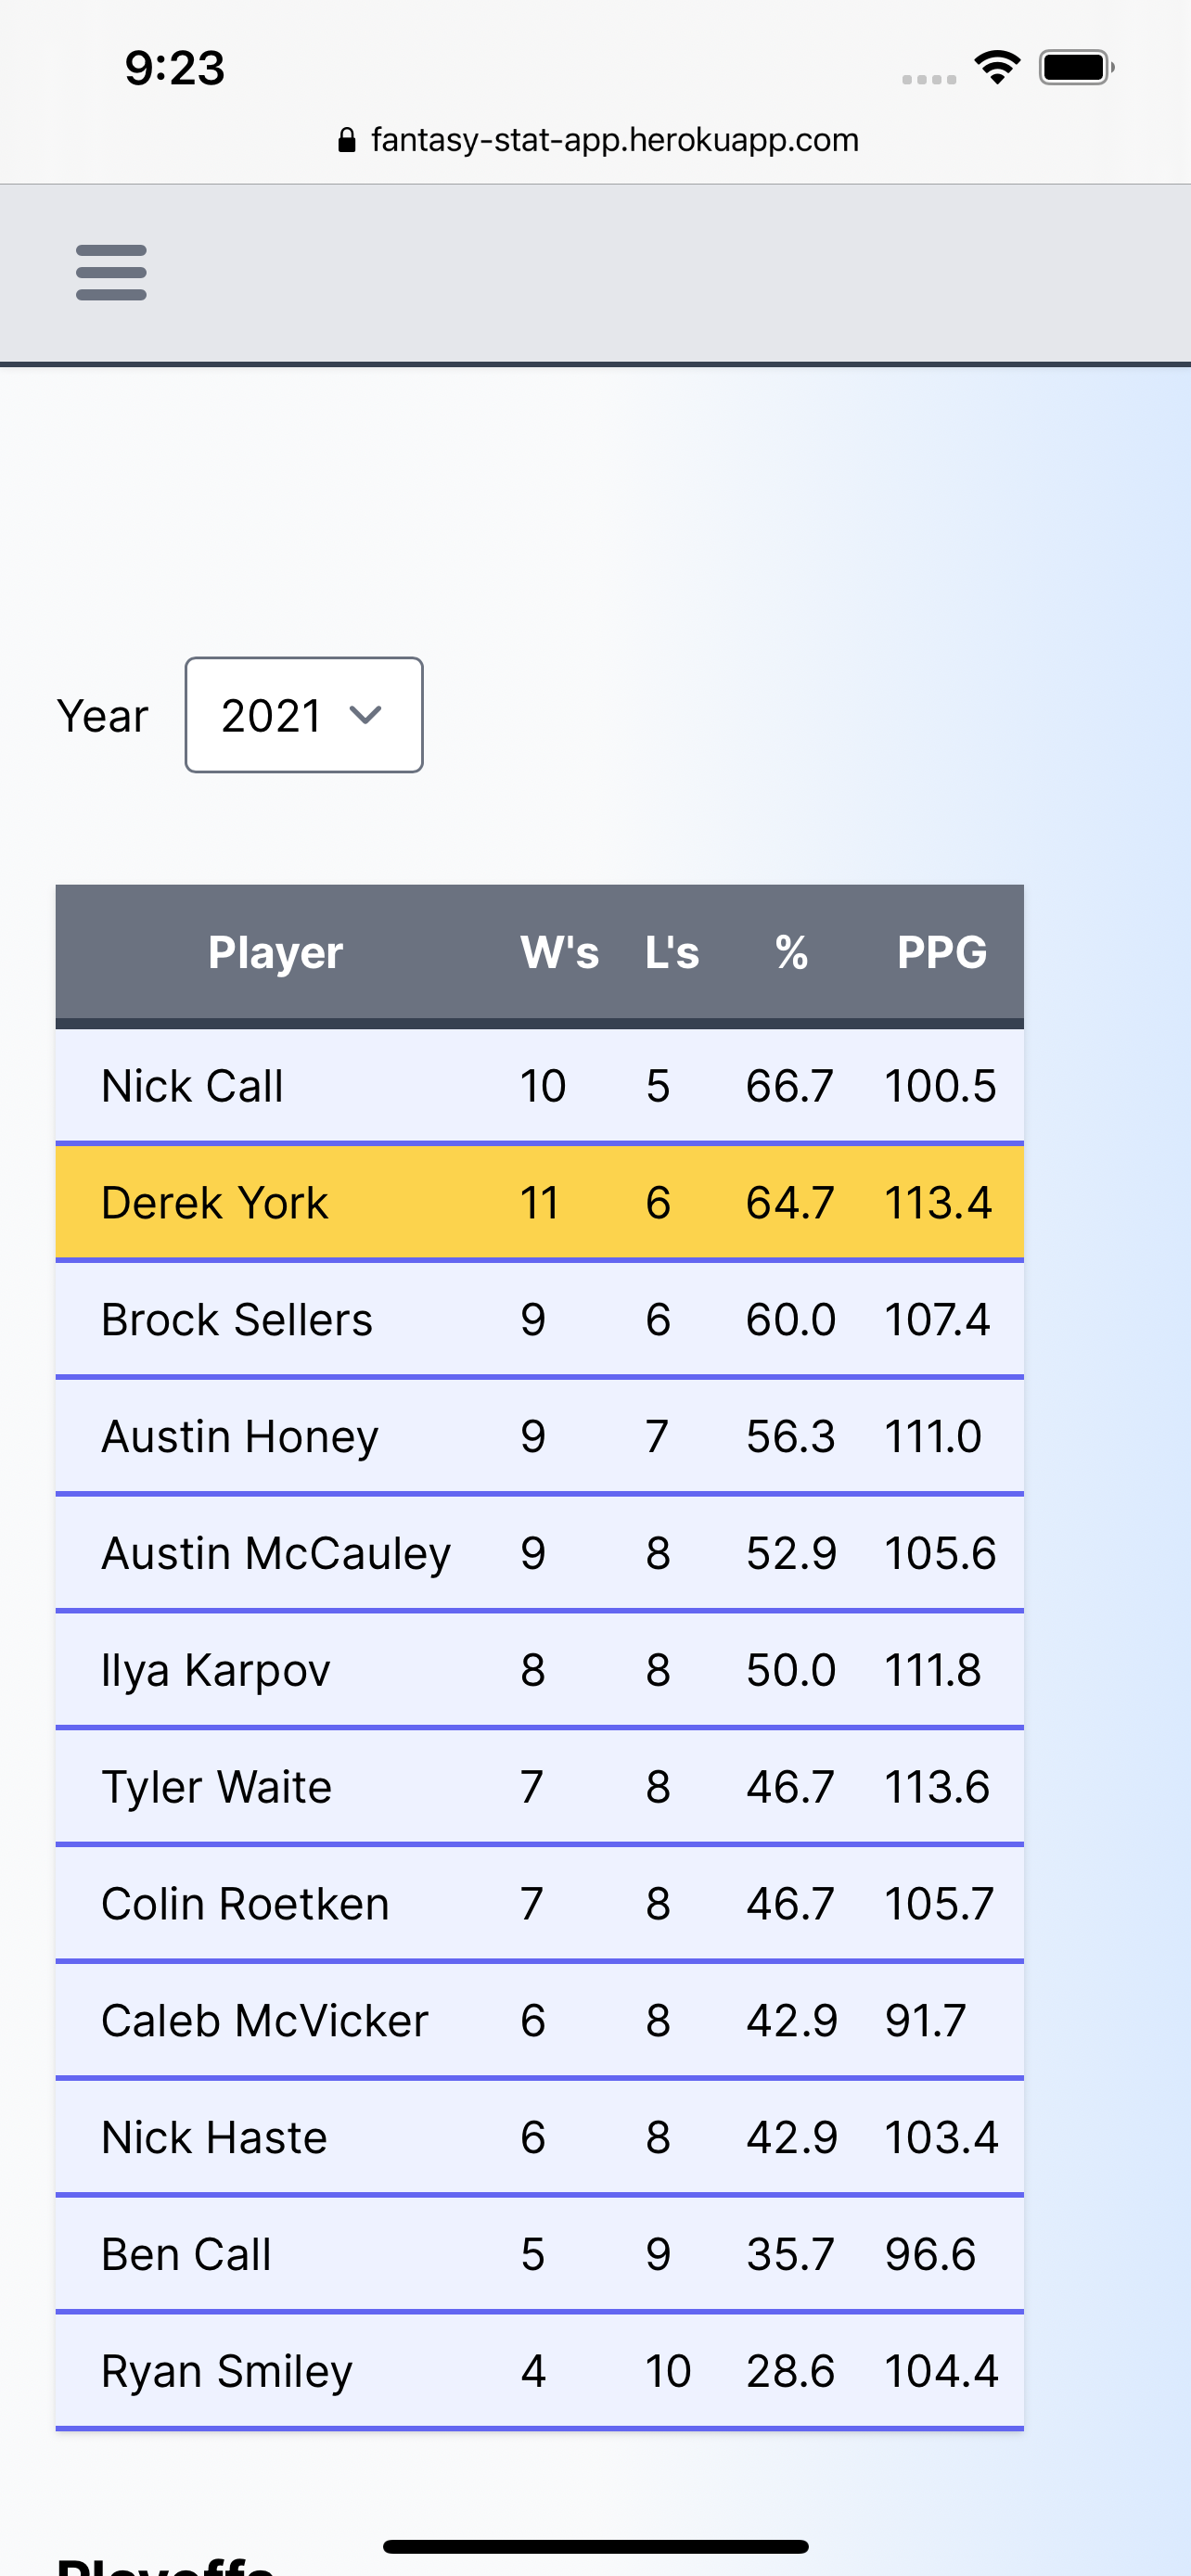 9:23
fantasy-stat-app.herokuapp.com
Year 2021
Player W's L's % PPG
Nick Call 10 5 66.7 100.5
Derek York 11 6 64.7 113.4
Brock Sellers 9 6 60.0 107.4
Austin Honey 9 7 56.3 111.0
Austin McCauley 9 8 52.9 105.6
Ilya Karpov 8 8 50.0 111.8
Tyler Waite 7 8 46.7 113.6
Colin Roetken 7 8 46.7 105.7
Caleb McVicker 6 8 42.9 91.7
Nick Haste 6 8 42.9 103.4
Ben Call 5 9 35.7 96.6
Ryan Smiley 4 10 28.6 104.4
Playoffs